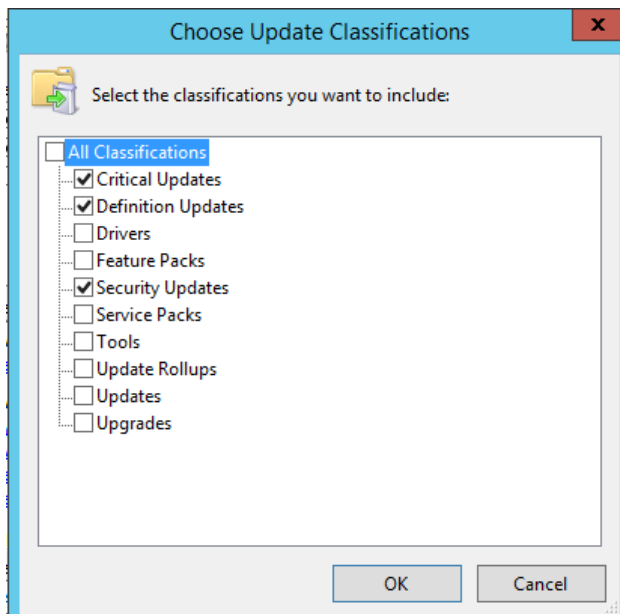 Choose Update Classifications
x
Select the classifications you want to include:
All Classifications
Critical Updates
Definition Updates
Drivers
Feature Packs
Security Updates
Service Packs
Tools
Update Rollups
Updates
Upgrades
OK Cancel